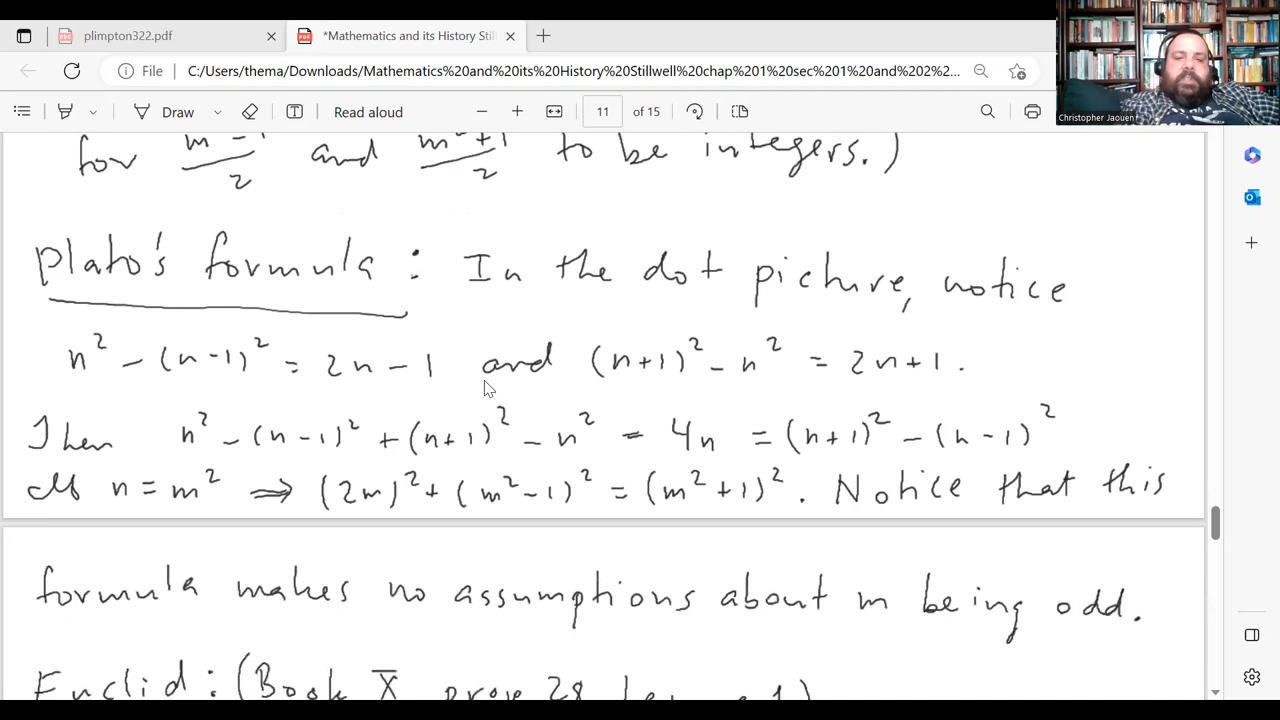 plimpton322.pdf
*Mathematics and its History Stil
File C:/Users/thema/Downloads/Mathematics%20and%20its%20History%20Stillwell%20chap%201%20sec%201%20and%202%2...
Draw
Read aloud
11 of 15
Christopher Jaouen
for and m²+1/2 to be integers.)
Plato's formula: In the dot picture, notice
n² - (n-1)² = 2n - 1 and (n+1)² - n² = 2n + 1.
Then n² - (n-1)² + (n+1)² - n² = 4n = (n+1)² - (n-1)²
n = m² ⇒ (2m)² + (m²-1)² = (m²+1)². Notice that this
formula makes no assumptions about m being odd.
Euclid: (Book X